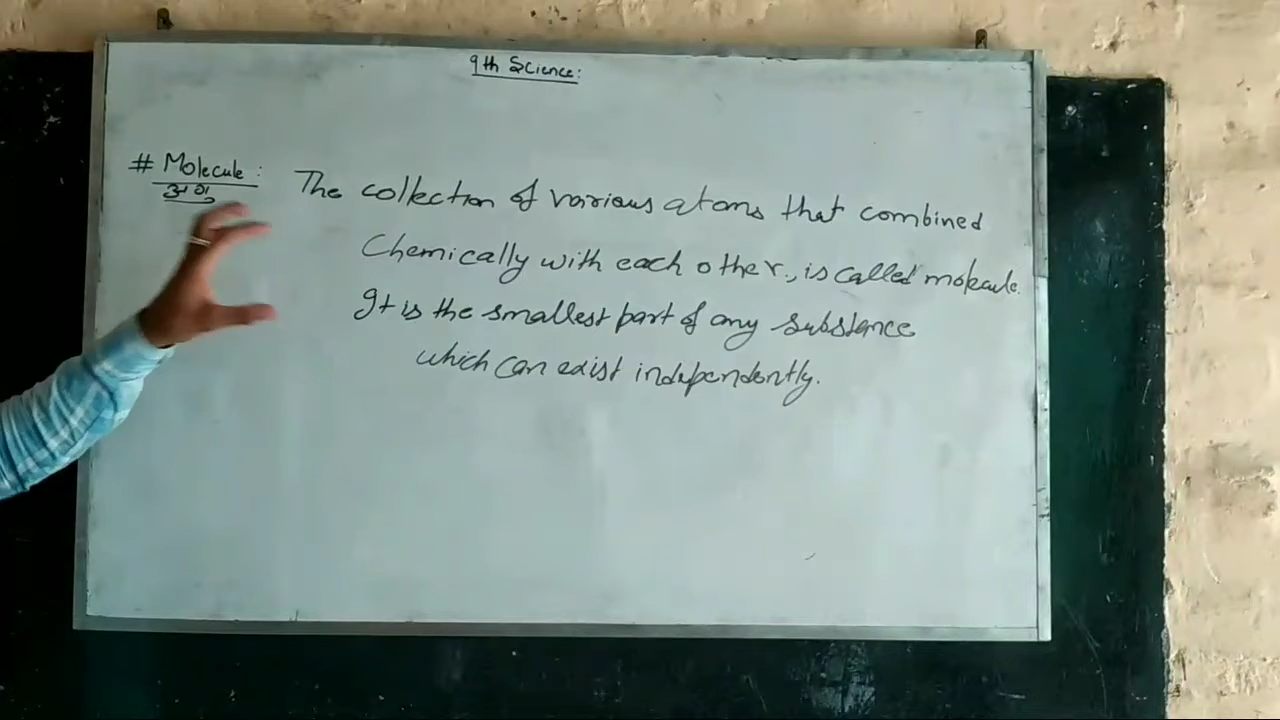 9th Science:
# Molecule:
अणु
The collection of various atoms that combined
Chemically with each other, is called molecule.
It is the smallest part of any substance
which can exist independently.